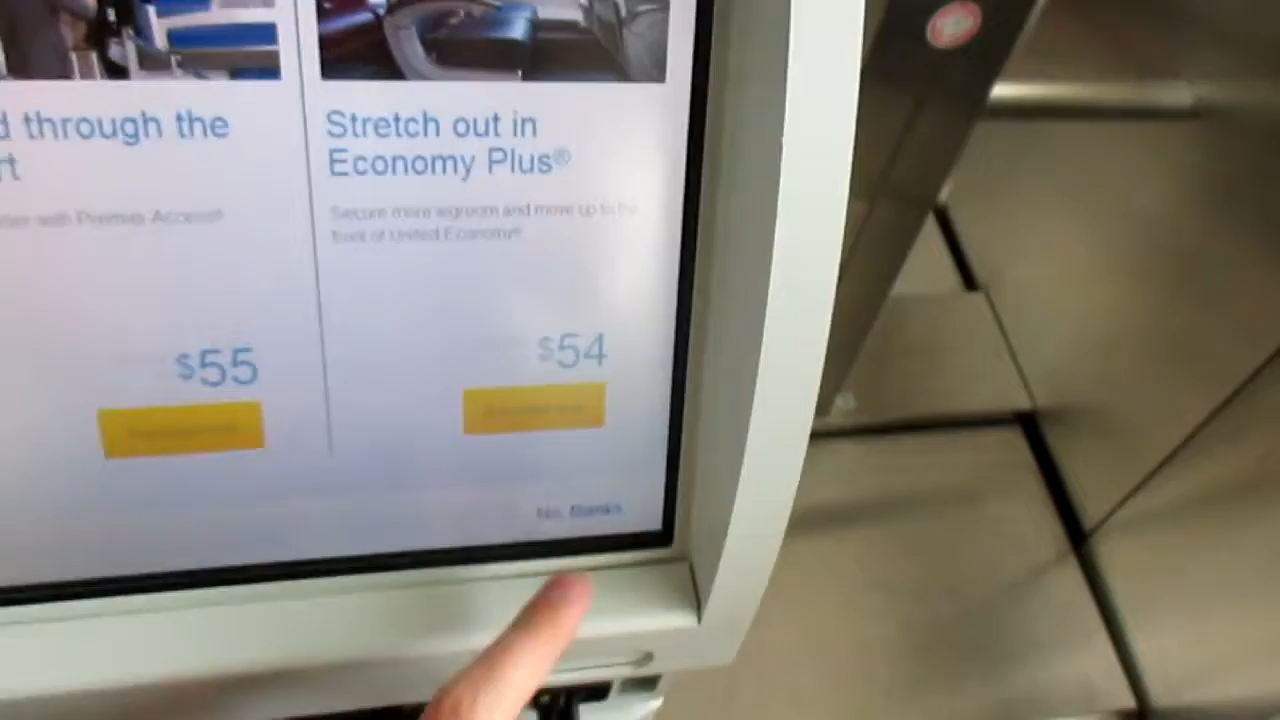 d through the
rt
with Premier Access®
$55
Stretch out in
Economy Plus®
Secure more legroom and move up to the
front of United Economy®
$54
No, thanks